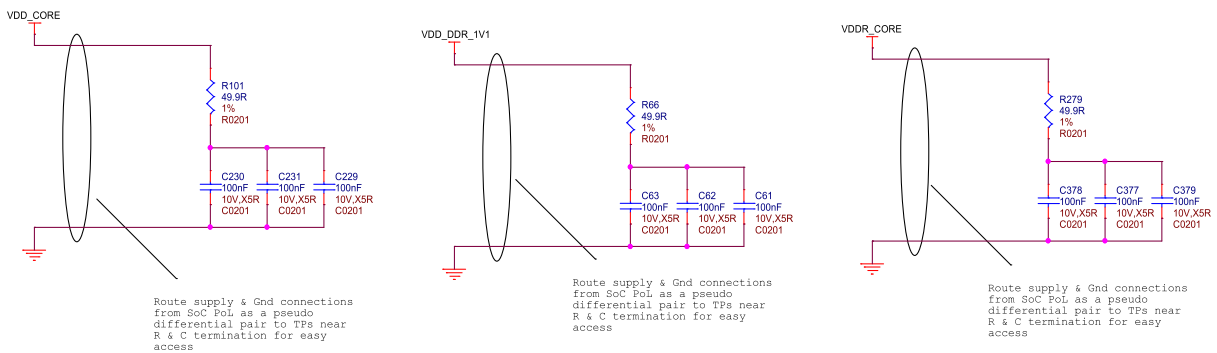 VDD_CORE
R101
49.9R
1%
R0201
C230
100nF
10V,X5R
C0201
C231
100nF
10V,X5R
C0201
C229
100nF
10V,X5R
C0201
Route supply & Gnd connections
from SoC PoL as a pseudo
differential pair to TPs near
R & C termination for easy
access
VDD_DDR_1V1
R66
49.9R
1%
R0201
C63
100nF
10V,X5R
C0201
C62
100nF
10V,X5R
C0201
C61
100nF
10V,X5R
C0201
Route supply & Gnd connections
from SoC PoL as a pseudo
differential pair to TPs near
R & C termination for easy
access
VDDR_CORE
R279
49.9R
1%
R0201
C378
100nF
10V,X5R
C0201
C377
100nF
10V,X5R
C0201
C379
100nF
10V,X5R
C0201
Route supply & Gnd connections
from SoC PoL as a pseudo
differential pair to TPs near
R & C termination for easy
access